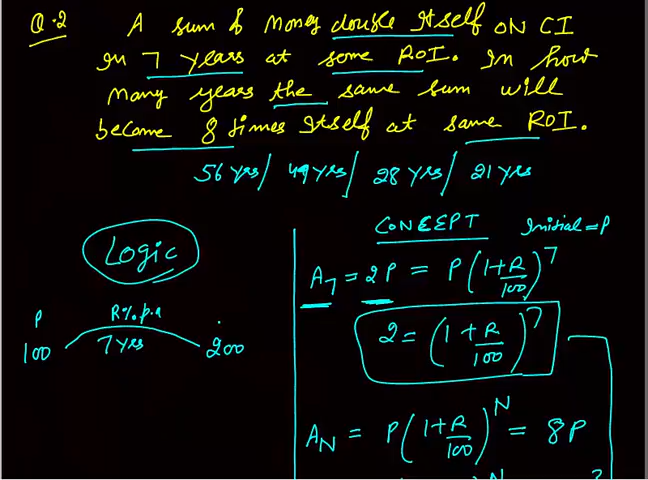 Q.2 A sum of Money double Itself ON CI
In 7 years at some ROI. In how
Many years the same sum will
become 8 times Itself at same ROI.
56 yrs/ 49 yrs/ 28 yrs/ 21 yrs
CONCEPT Initial = P
Logic
A₇ = 2P = P(1+R/100)⁷
P R%.p.a
100 7 yrs 200
2 = (1+R/100)⁷
A_N = P(1+R/100)^N = 8P